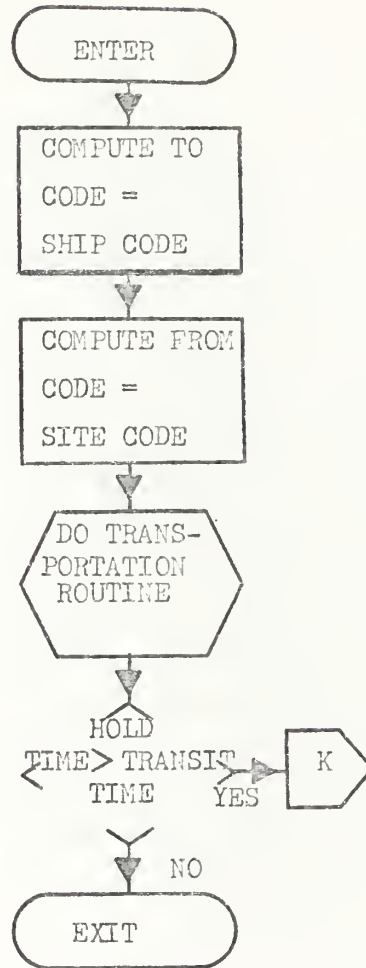 ENTER
COMPUTE TO
CODE =
SHIP CODE
COMPUTE FROM
CODE =
SITE CODE
DO TRANS-
PORTATION
ROUTINE
HOLD
TIME > TRANSIT
TIME
YES
K
NO
EXIT